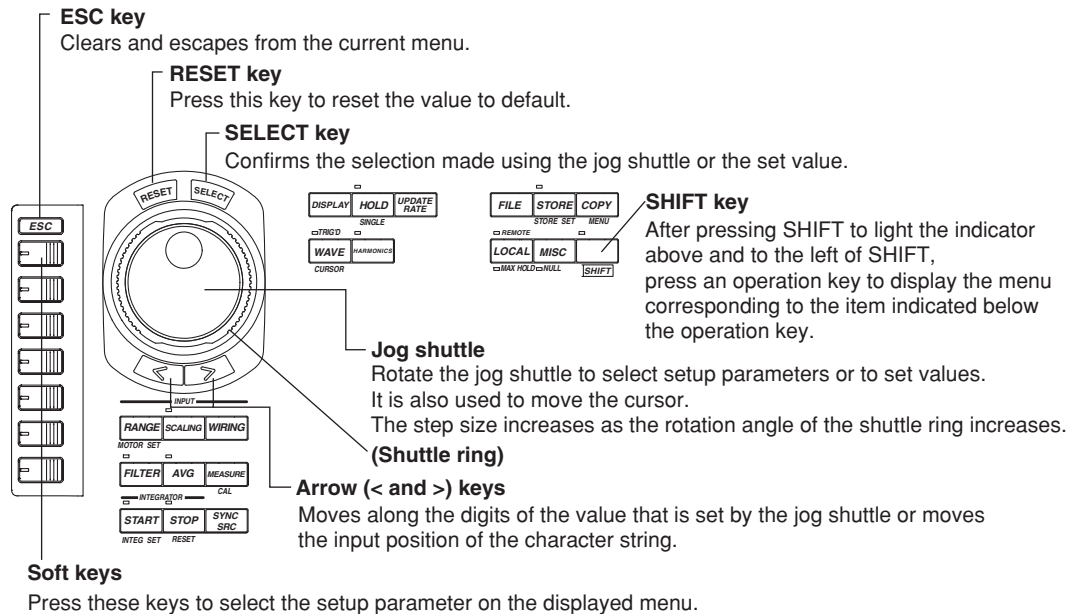 ESC key
Clears and escapes from the current menu.
RESET key
Press this key to reset the value to default.
SELECT key
Confirms the selection made using the jog shuttle or the set value.
RESET SELECT
DISPLAY HOLD UPDATE RATE
SINGLE
FILE STORE COPY
STORE SET MENU
ESC
TRIG'D
WAVE HARMONICS
CURSOR
REMOTE
LOCAL MISC
MAX HOLD NULL SHIFT
SHIFT key
After pressing SHIFT to light the indicator
above and to the left of SHIFT,
press an operation key to display the menu
corresponding to the item indicated below
the operation key.
Jog shuttle
Rotate the jog shuttle to select setup parameters or to set values.
It is also used to move the cursor.
The step size increases as the rotation angle of the shuttle ring increases.
(Shuttle ring)
< >
INPUT
RANGE SCALING WIRING
MOTOR SET
FILTER AVG MEASURE
CAL
INTEGRATOR
START STOP SYNC SRC
INTEG SET RESET
Arrow (< and >) keys
Moves along the digits of the value that is set by the jog shuttle or moves
the input position of the character string.
Soft keys
Press these keys to select the setup parameter on the displayed menu.